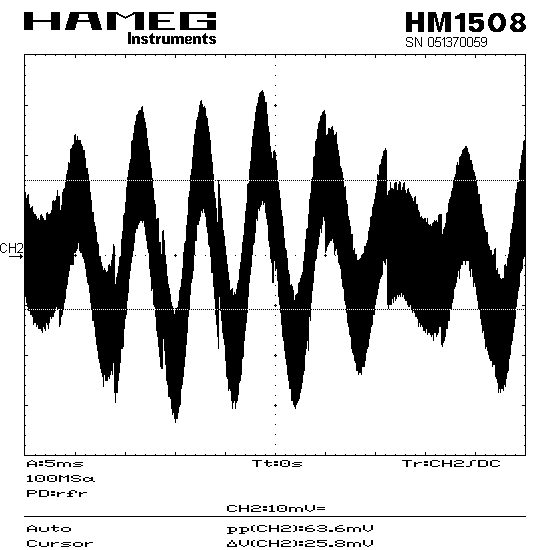 HAMEG HM1508
Instruments SN 051370059
CH2
A:5ms Tt:0s Tr:CH2∫DC
100MSa
PD:rfr
CH2:10mV=
Auto pp(CH2):63.6mV
Cursor ΔV(CH2):25.8mV